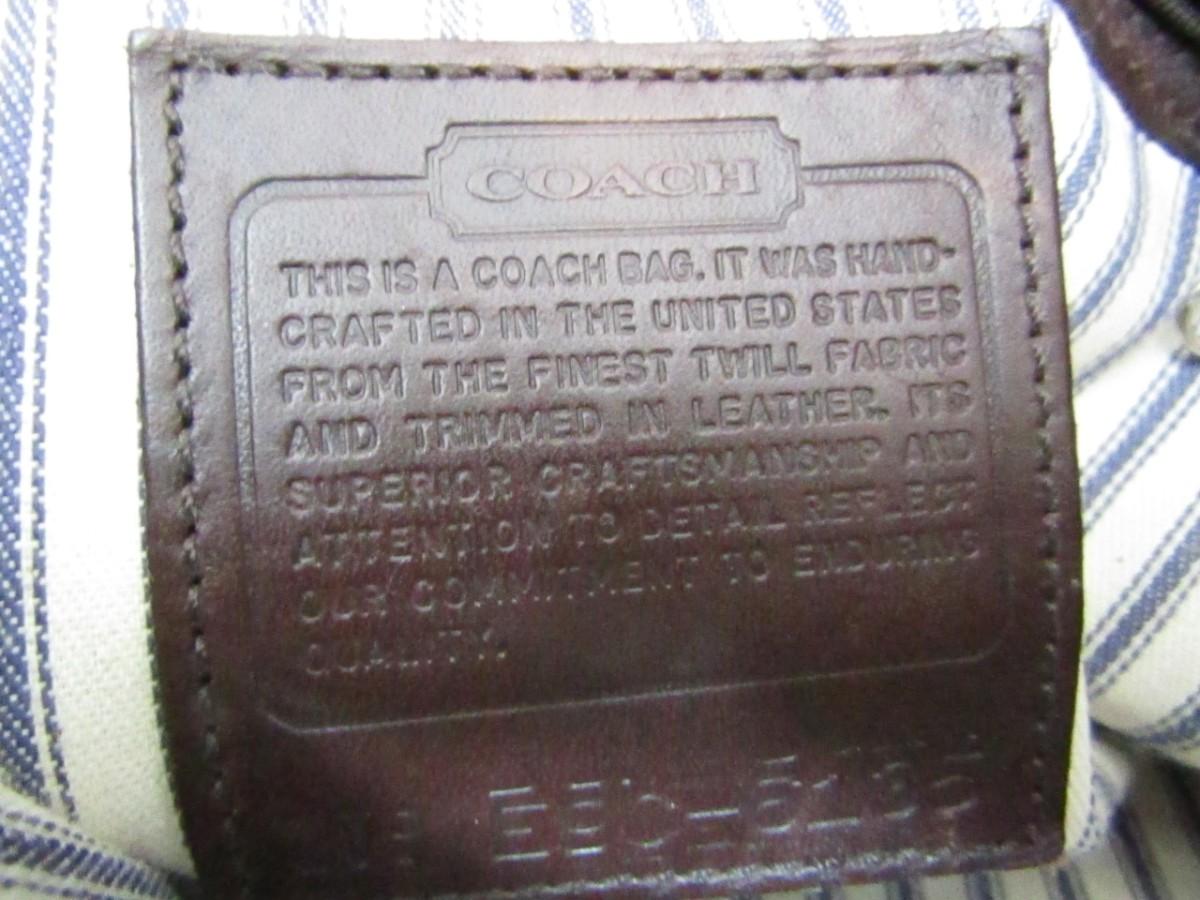 COACH
THIS IS A COACH BAG. IT WAS HAND-
CRAFTED IN THE UNITED STATES
FROM THE FINEST TWILL FABRIC
AND TRIMMED IN LEATHER. ITS
SUPERIOR CRAFTSMANSHIP AND
ATTENTION TO DETAIL REFLECT
OUR COMMITMENT TO ENDURING
QUALITY.